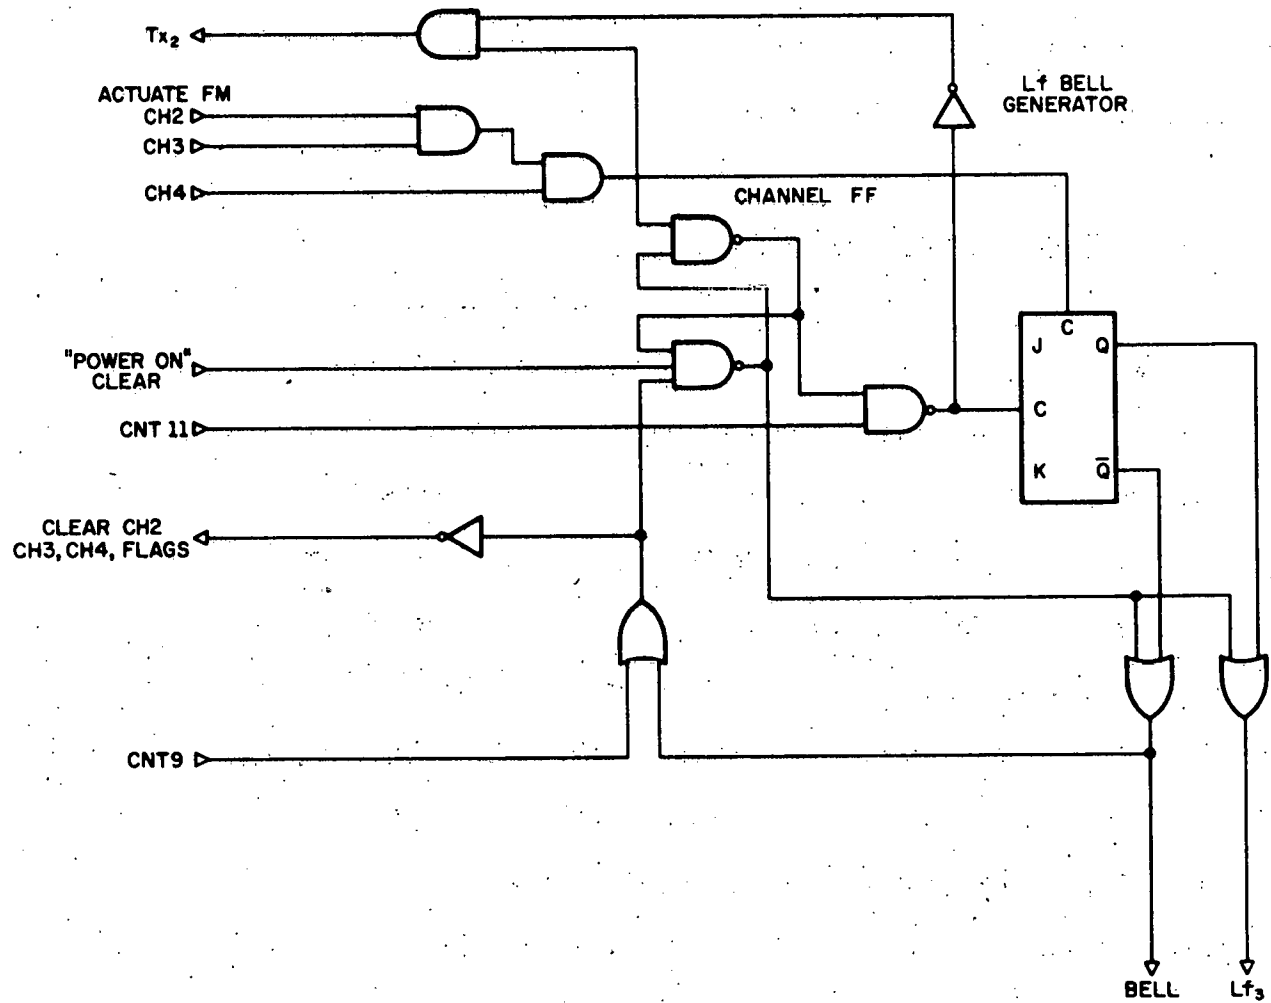 Tx2
Lf BELL
GENERATOR
ACTUATE FM
CH2
CH3
CH4
CHANNEL FF
C
J
Q
"POWER ON"
CLEAR
C
CNT 11
K
Q̅
CLEAR CH2
CH3, CH4, FLAGS
CNT9
BELL
Lf3